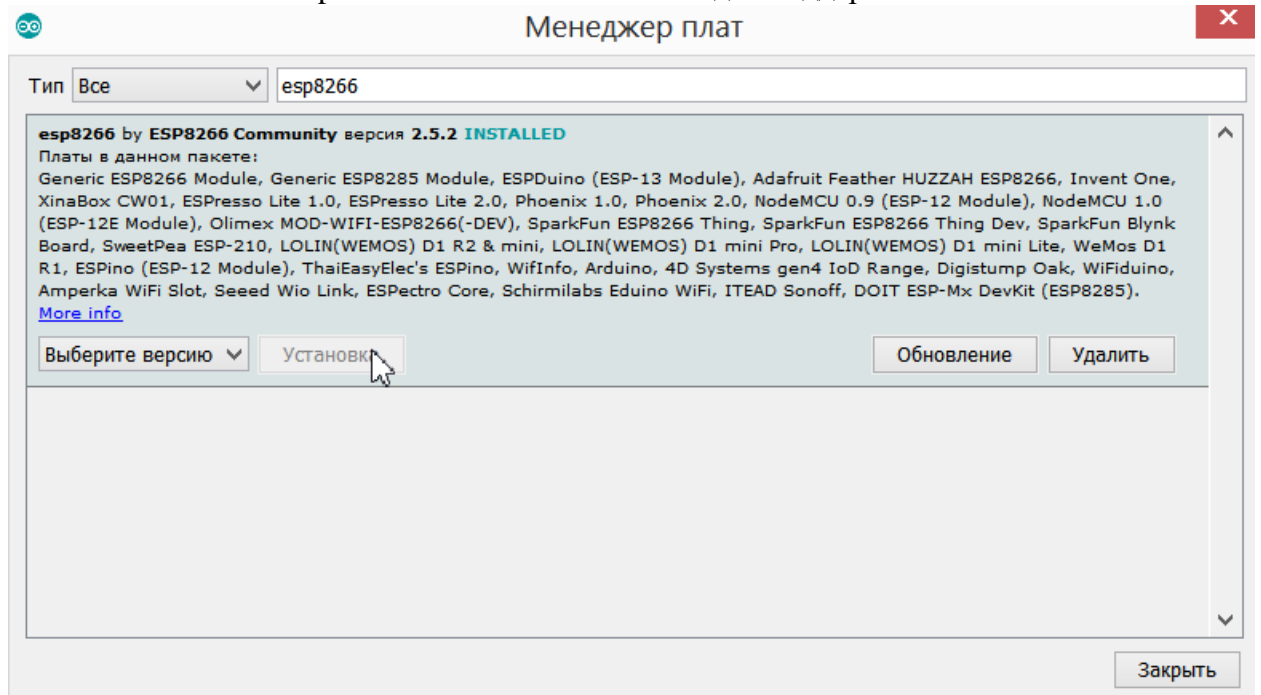 Менеджер плат
Тип Все esp8266
esp8266 by ESP8266 Community версия 2.5.2 INSTALLED
Платы в данном пакете:
Generic ESP8266 Module, Generic ESP8285 Module, ESPDuino (ESP-13 Module), Adafruit Feather HUZZAH ESP8266, Invent One,
XinaBox CW01, ESPresso Lite 1.0, ESPresso Lite 2.0, Phoenix 1.0, Phoenix 2.0, NodeMCU 0.9 (ESP-12 Module), NodeMCU 1.0
(ESP-12E Module), Olimex MOD-WIFI-ESP8266(-DEV), SparkFun ESP8266 Thing, SparkFun ESP8266 Thing Dev, SparkFun Blynk
Board, SweetPea ESP-210, LOLIN(WEMOS) D1 R2 & mini, LOLIN(WEMOS) D1 mini Pro, LOLIN(WEMOS) D1 mini Lite, WeMos D1
R1, ESPino (ESP-12 Module), ThaiEasyElec's ESPino, WifInfo, Arduino, 4D Systems gen4 IoD Range, Digistump Oak, WiFiduino,
Amperka WiFi Slot, Seeed Wio Link, ESPectro Core, Schirmilabs Eduino WiFi, ITEAD Sonoff, DOIT ESP-Mx DevKit (ESP8285).
More info
Выберите версию Установка Обновление Удалить
Закрыть